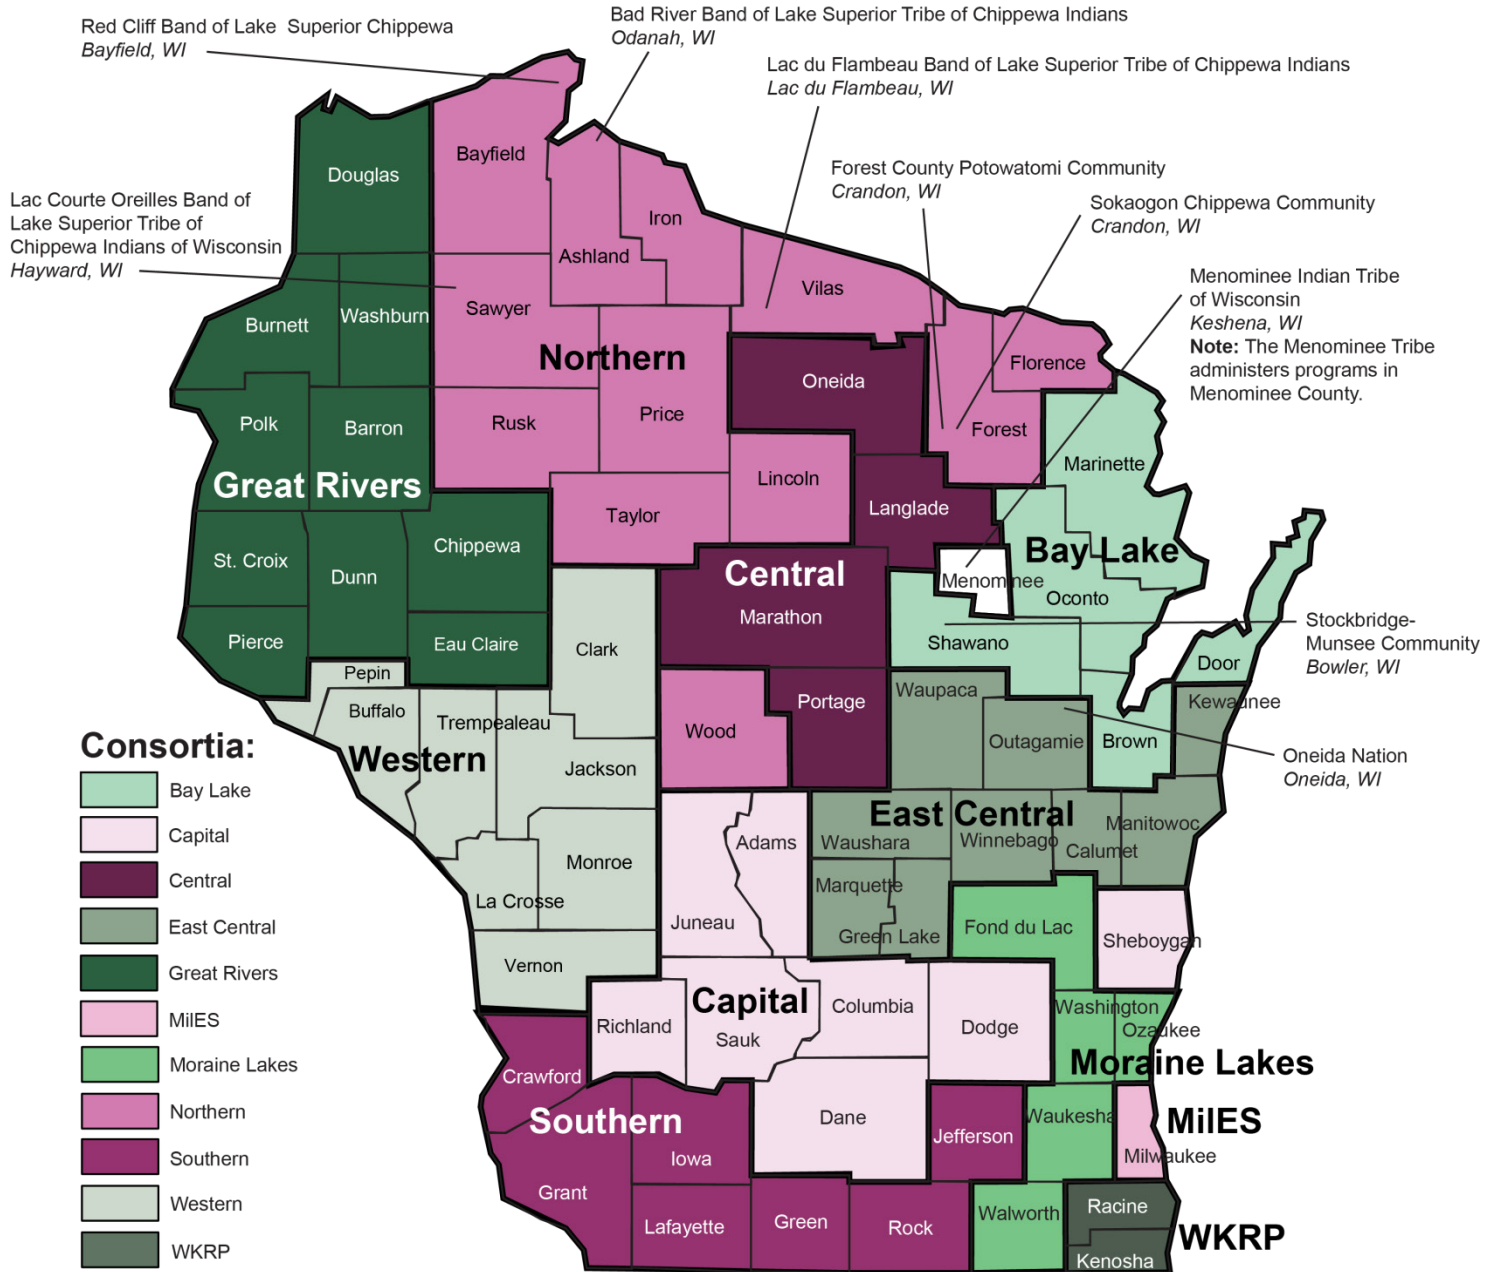 Red Cliff Band of Lake Superior Chippewa
Bayfield, WI
Bad River Band of Lake Superior Tribe of Chippewa Indians
Odanah, WI
Lac du Flambeau Band of Lake Superior Tribe of Chippewa Indians
Lac du Flambeau, WI
Forest County Potowatomi Community
Crandon, WI
Sokaogon Chippewa Community
Crandon, WI
Lac Courte Oreilles Band of
Lake Superior Tribe of
Chippewa Indians of Wisconsin
Hayward, WI
Menominee Indian Tribe
of Wisconsin
Keshena, WI
Note: The Menominee Tribe
administers programs in
Menominee County.
Douglas
Bayfield
Iron
Ashland
Vilas
Burnett
Washburn
Sawyer
Northern
Florence
Oneida
Polk
Barron
Rusk
Price
Forest
Marinette
Great Rivers
Lincoln
Langlade
Taylor
St. Croix
Dunn
Chippewa
Central
Bay Lake
Menominee
Oconto
Marathon
Pierce
Eau Claire
Clark
Shawano
Stockbridge-
Munsee Community
Bowler, WI
Door
Pepin
Buffalo
Trempealeau
Waupaca
Portage
Kewaunee
Wood
Outagamie
Brown
Oneida Nation
Oneida, WI
Western
Jackson
East Central
Adams
Waushara
Winnebago
Calumet
Manitowoc
Monroe
La Crosse
Juneau
Marquette
Green Lake
Fond du Lac
Sheboygan
Vernon
Capital
Richland
Sauk
Columbia
Dodge
Washington
Ozaukee
Moraine Lakes
Crawford
Southern
Dane
Jefferson
Waukesha
MilES
Milwaukee
Iowa
Grant
Lafayette
Green
Rock
Walworth
Racine
WKRP
Kenosha
Consortia:
Bay Lake
Capital
Central
East Central
Great Rivers
MilES
Moraine Lakes
Northern
Southern
Western
WKRP